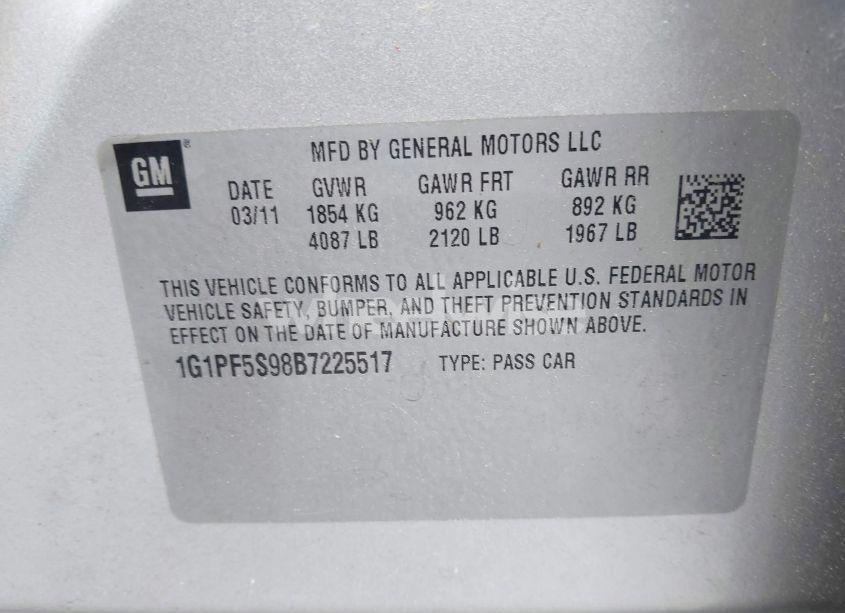 GM ®
MFD BY GENERAL MOTORS LLC
DATE GVWR GAWR FRT GAWR RR
03/11 1854 KG 962 KG 892 KG
4087 LB 2120 LB 1967 LB
THIS VEHICLE CONFORMS TO ALL APPLICABLE U.S. FEDERAL MOTOR
VEHICLE SAFETY, BUMPER, AND THEFT PREVENTION STANDARDS IN
EFFECT ON THE DATE OF MANUFACTURE SHOWN ABOVE.
1G1PF5S98B7225517 TYPE: PASS CAR